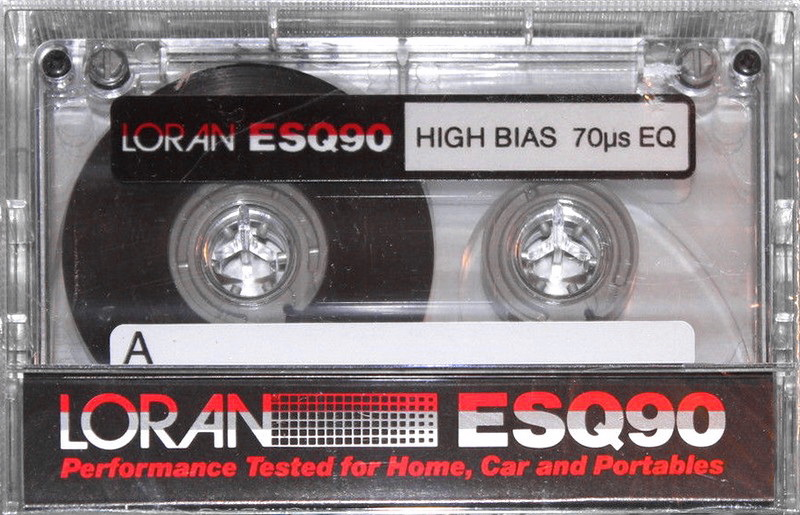 LORAN ESQ90 HIGH BIAS 70µs EQ
A
LORAN ESQ90
Performance Tested for Home, Car and Portables